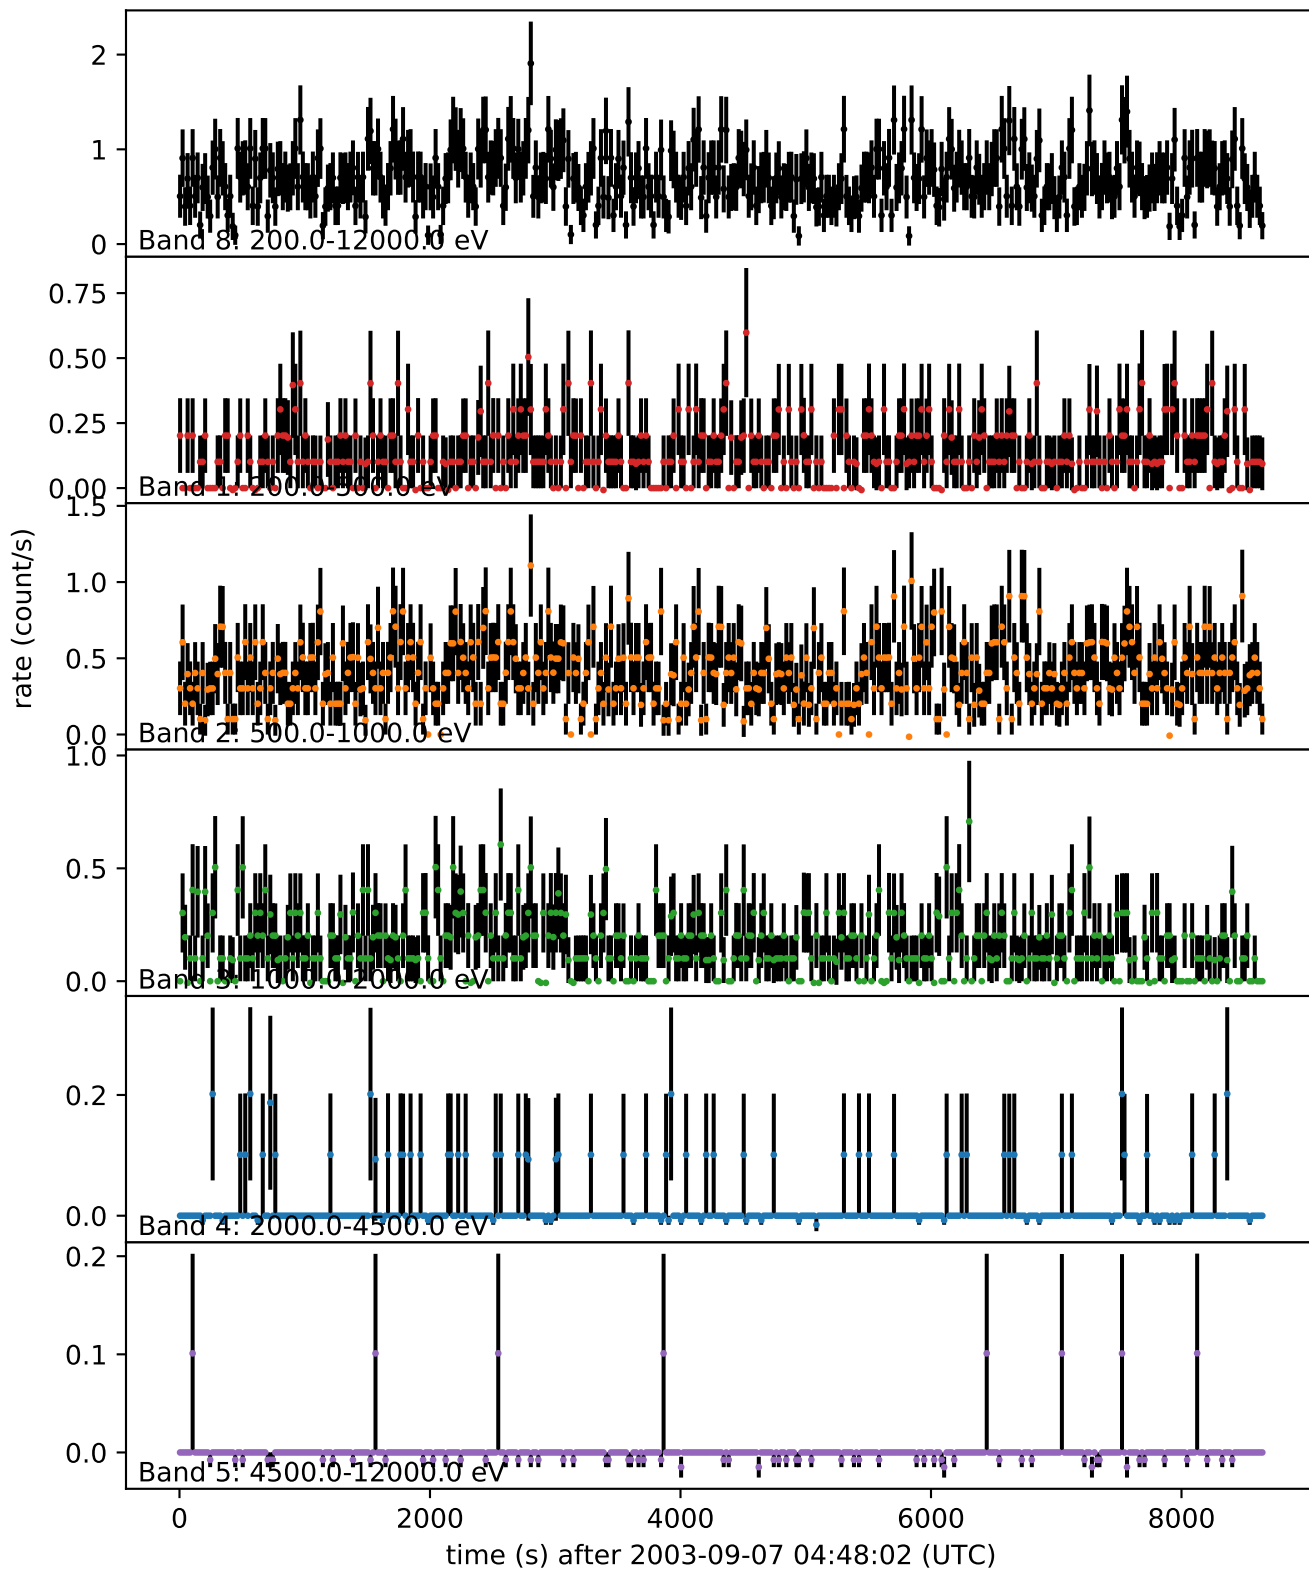 2
1
0
Band 8: 200.0-12000.0 eV
0.75
0.50
0.25
0.00
Band 1: 200.0-500.0 eV
1.5
1.0
0.5
0.0
Band 2: 500.0-1000.0 eV
rate (count/s)
1.0
0.5
0.0
Band 3: 1000.0-2000.0 eV
0.2
0.0
Band 4: 2000.0-4500.0 eV
0.2
0.1
0.0
Band 5: 4500.0-12000.0 eV
0 2000 4000 6000 8000
time (s) after 2003-09-07 04:48:02 (UTC)